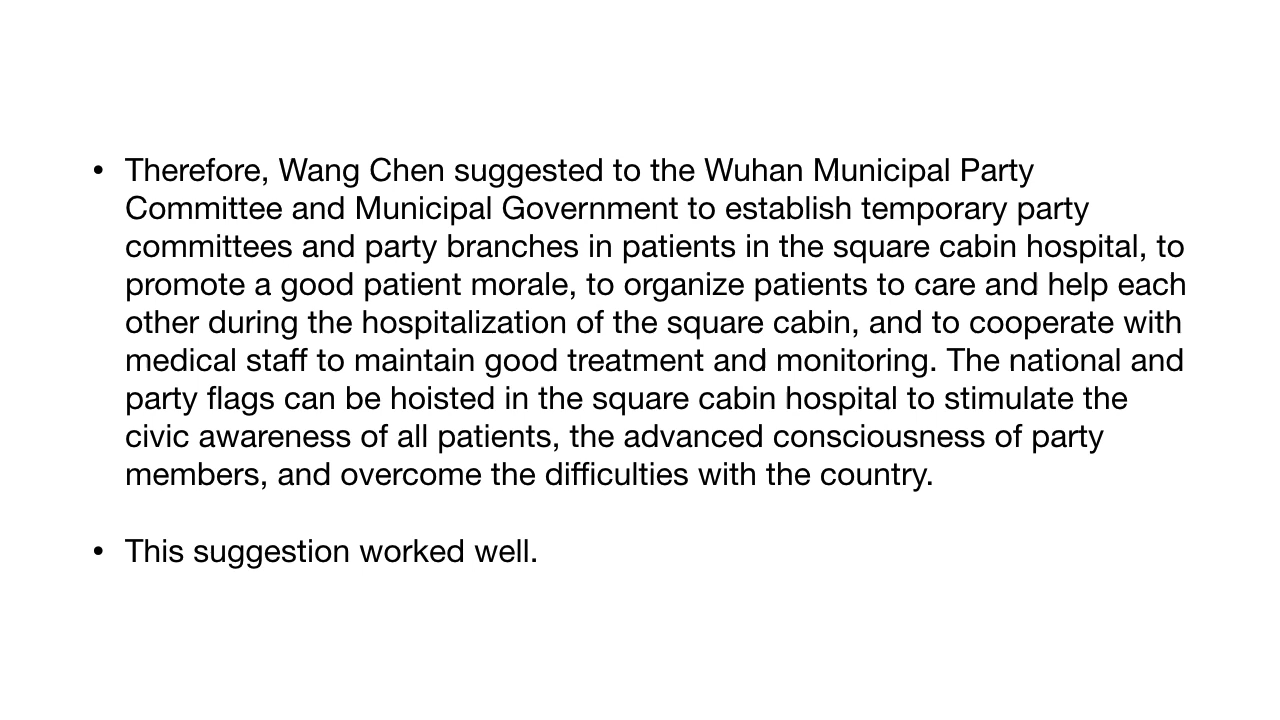 • Therefore, Wang Chen suggested to the Wuhan Municipal Party
Committee and Municipal Government to establish temporary party
committees and party branches in patients in the square cabin hospital, to
promote a good patient morale, to organize patients to care and help each
other during the hospitalization of the square cabin, and to cooperate with
medical staff to maintain good treatment and monitoring. The national and
party flags can be hoisted in the square cabin hospital to stimulate the
civic awareness of all patients, the advanced consciousness of party
members, and overcome the difficulties with the country.
• This suggestion worked well.